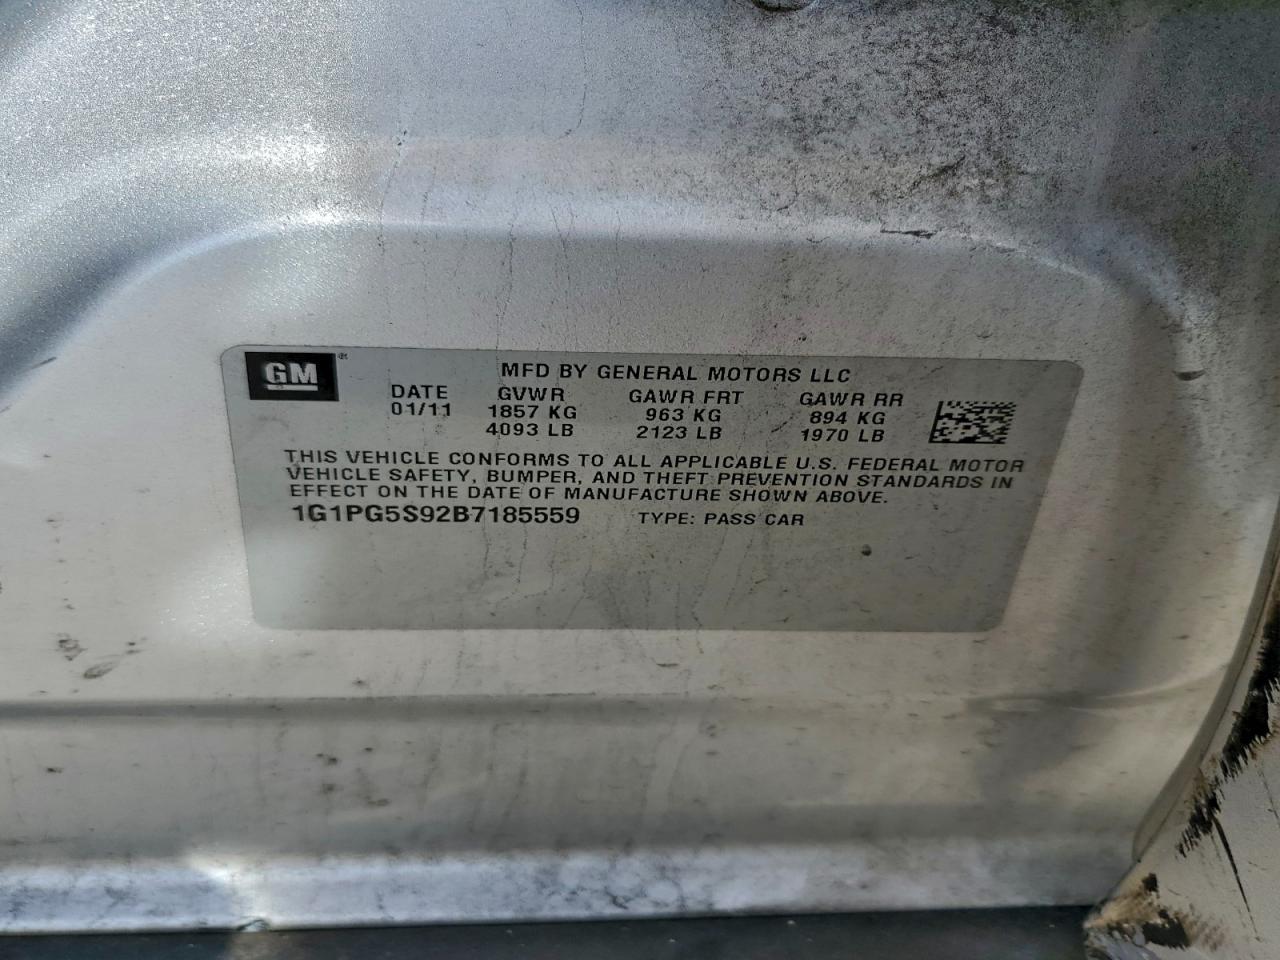 GM ®
MFD BY GENERAL MOTORS LLC
DATE GVWR GAWR FRT GAWR RR
01/11 1857 KG 963 KG 894 KG
4093 LB 2123 LB 1970 LB
THIS VEHICLE CONFORMS TO ALL APPLICABLE U.S. FEDERAL MOTOR
VEHICLE SAFETY, BUMPER, AND THEFT PREVENTION STANDARDS IN
EFFECT ON THE DATE OF MANUFACTURE SHOWN ABOVE.
1G1PG5S92B7185559 TYPE: PASS CAR